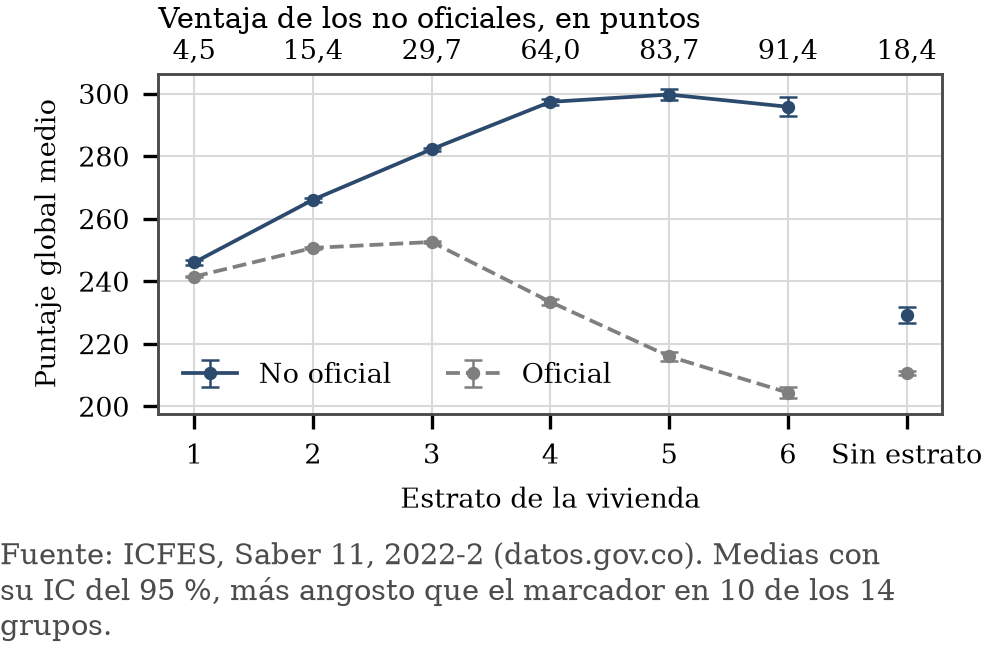 Ventaja de los no oficiales, en puntos
4,5 15,4 29,7 64,0 83,7 91,4 18,4
Puntaje global medio
300
280
260
240
220
200
No oficial Oficial
1 2 3 4 5 6 Sin estrato
Estrato de la vivienda
Fuente: ICFES, Saber 11, 2022-2 (datos.gov.co). Medias con
su IC del 95 %, más angosto que el marcador en 10 de los 14
grupos.